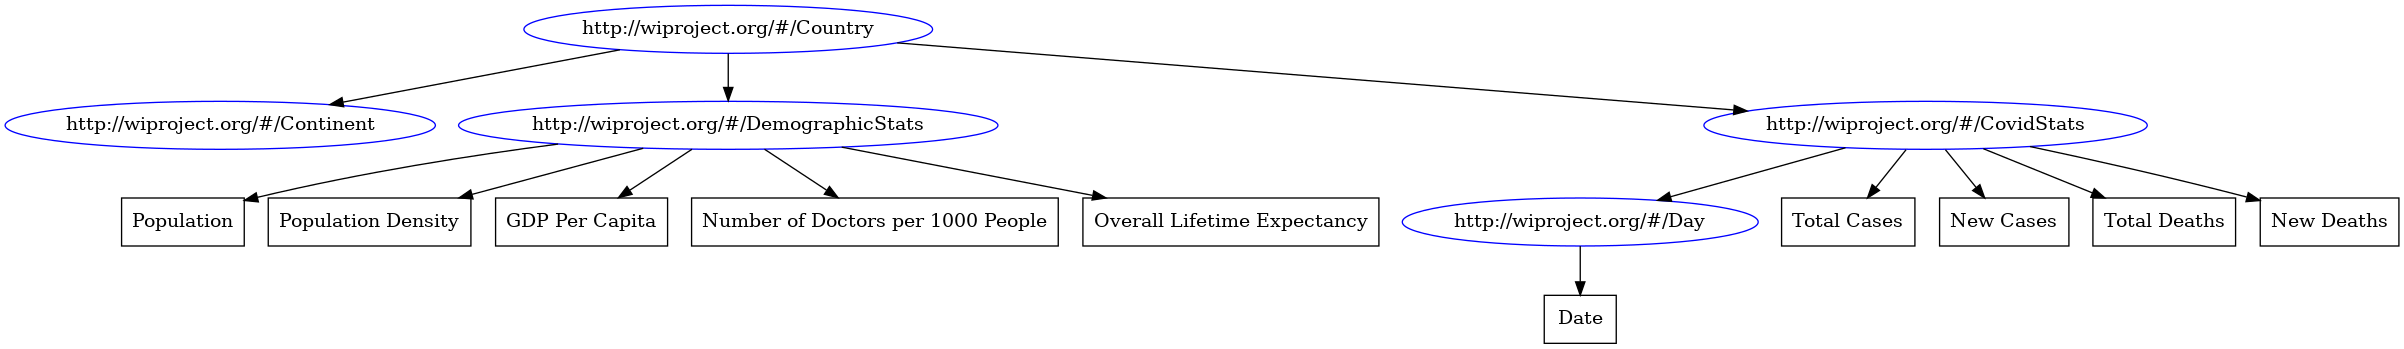 http://wiproject.org/#/Country
http://wiproject.org/#/Continent
http://wiproject.org/#/DemographicStats
http://wiproject.org/#/CovidStats
Population
Population Density
GDP Per Capita
Number of Doctors per 1000 People
Overall Lifetime Expectancy
http://wiproject.org/#/Day
Total Cases
New Cases
Total Deaths
New Deaths
Date